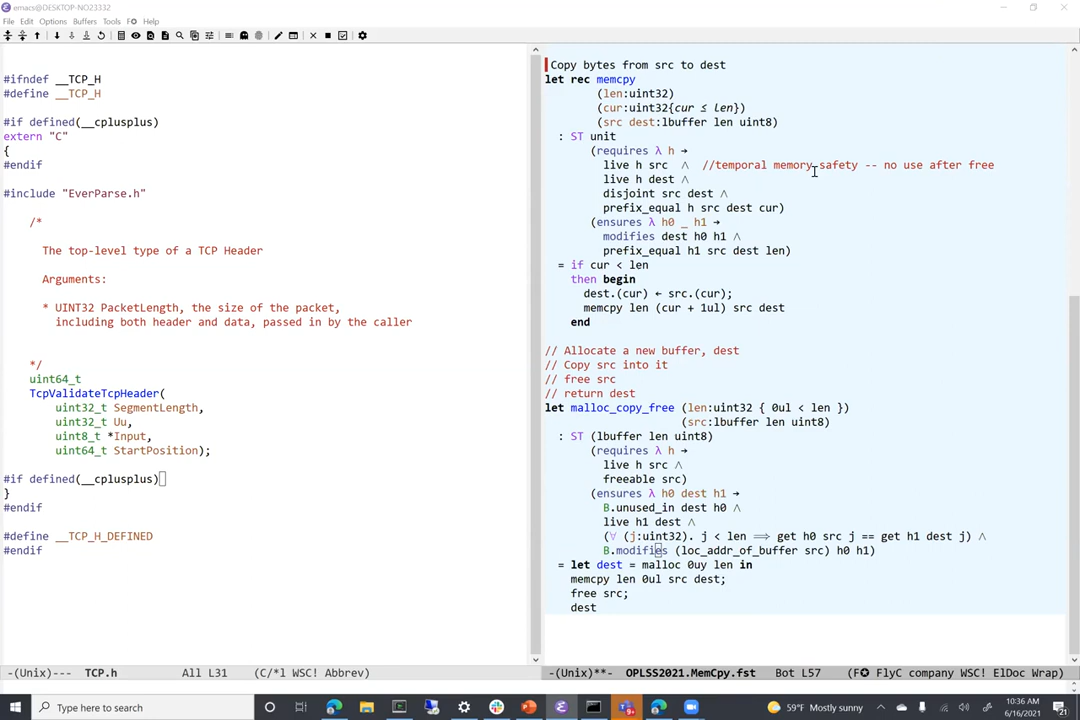 emacs@DESKTOP-NO23332
File Edit Options Buffers Tools F✪ Help
#ifndef __TCP_H
#define __TCP_H
#if defined(__cplusplus)
extern "C"
{
#endif
#include "EverParse.h"
/*
The top-level type of a TCP Header
Arguments:
* UINT32 PacketLength, the size of the packet,
including both header and data, passed in by the caller
*/
uint64_t
TcpValidateTcpHeader(
uint32_t SegmentLength,
uint32_t Uu,
uint8_t *Input,
uint64_t StartPosition);
#if defined(__cplusplus)
}
#endif
#define __TCP_H_DEFINED
#endif
-(Unix)--- TCP.h All L31 (C/*l WSC! Abbrev)
Copy bytes from src to dest
let rec memcpy
(len:uint32)
(cur:uint32{cur ≤ len})
(src dest:lbuffer len uint8)
: ST unit
(requires λ h →
live h src ∧ //temporal memory safety -- no use after free
live h dest ∧
disjoint src dest ∧
prefix_equal h src dest cur)
(ensures λ h0 _ h1 →
modifies dest h0 h1 ∧
prefix_equal h1 src dest len)
= if cur < len
then begin
dest.(cur) ← src.(cur);
memcpy len (cur + 1ul) src dest
end
// Allocate a new buffer, dest
// Copy src into it
// free src
// return dest
let malloc_copy_free (len:uint32 { 0ul < len })
(src:lbuffer len uint8)
: ST (lbuffer len uint8)
(requires λ h →
live h src ∧
freeable src)
(ensures λ h0 dest h1 →
B.unused_in dest h0 ∧
live h1 dest ∧
(∀ (j:uint32). j < len ⟹ get h0 src j == get h1 dest j) ∧
B.modifies (loc_addr_of_buffer src) h0 h1)
= let dest = malloc 0uy len in
memcpy len 0ul src dest;
free src;
dest
-(Unix)**- OPLSS2021.MemCpy.fst Bot L57 (F✪ FlyC company WSC! ElDoc Wrap)
Type here to search
59°F Mostly sunny
10:36 AM
6/16/2021